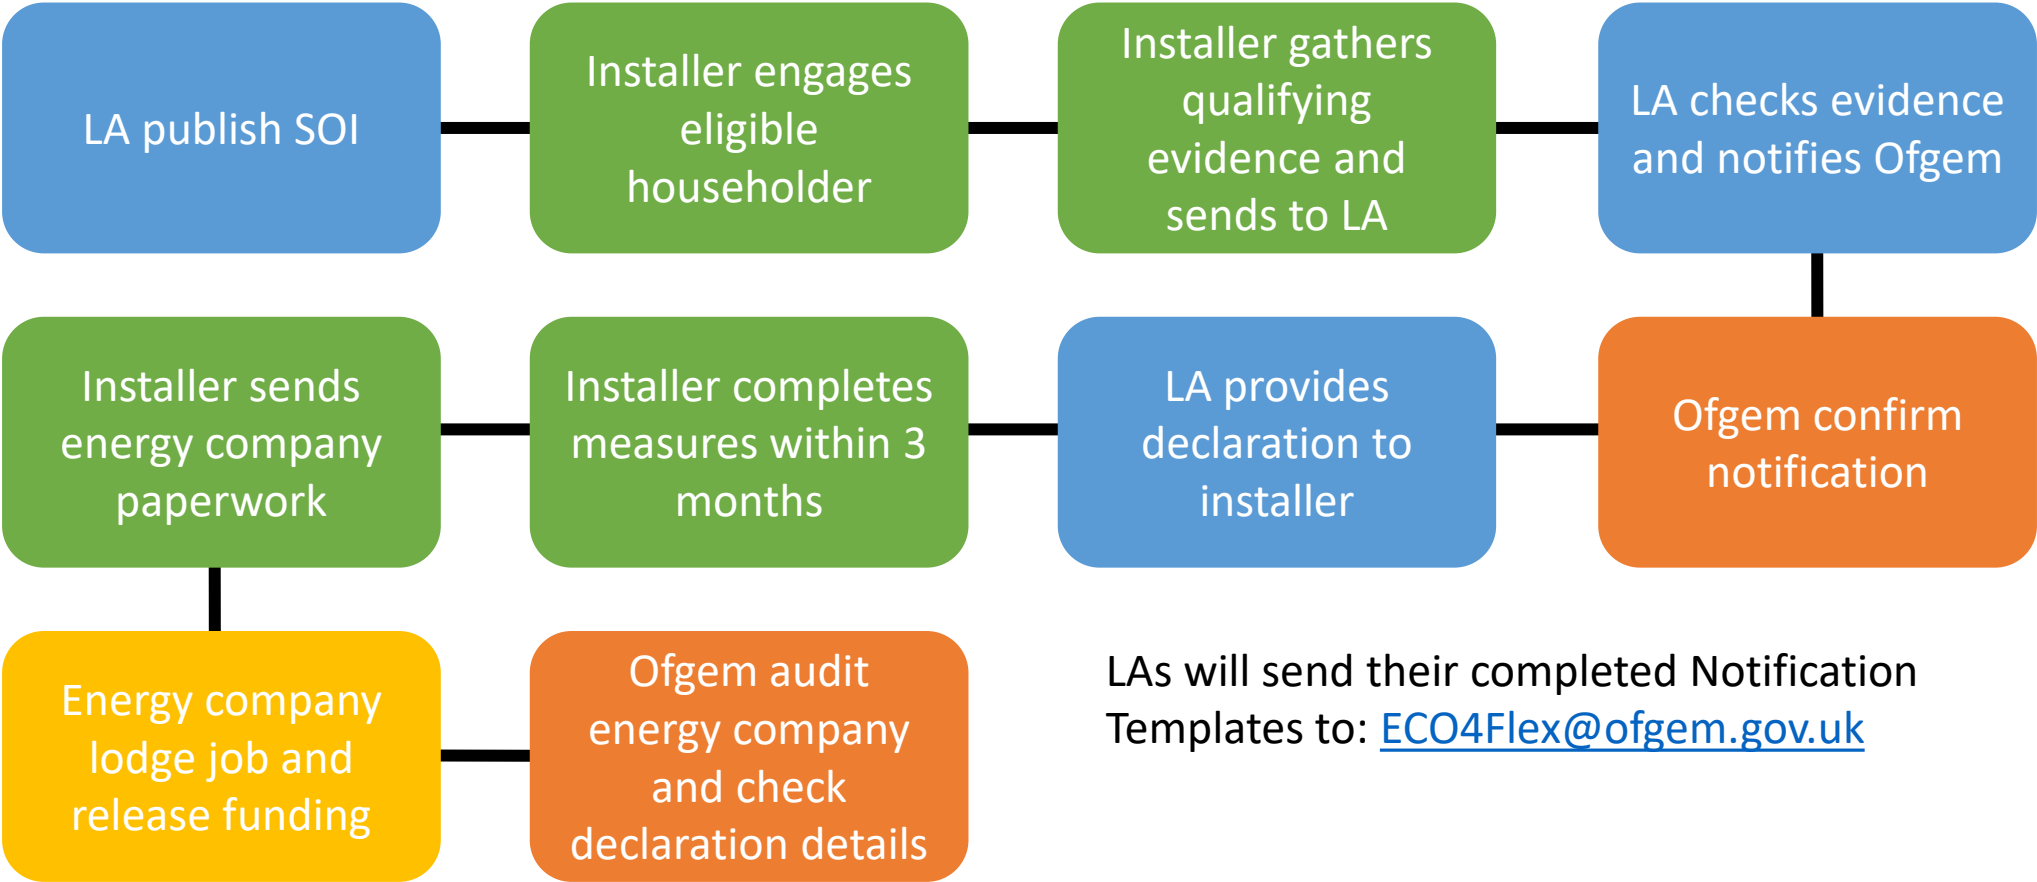 LA publish SOI
Installer engages
eligible
householder
Installer gathers
qualifying
evidence and
sends to LA
LA checks evidence
and notifies Ofgem
Ofgem confirm
notification
LA provides
declaration to
installer
Installer completes
measures within 3
months
Installer sends
energy company
paperwork
Energy company
lodge job and
release funding
Ofgem audit
energy company
and check
declaration details
LAs will send their completed Notification
Templates to: ECO4Flex@ofgem.gov.uk